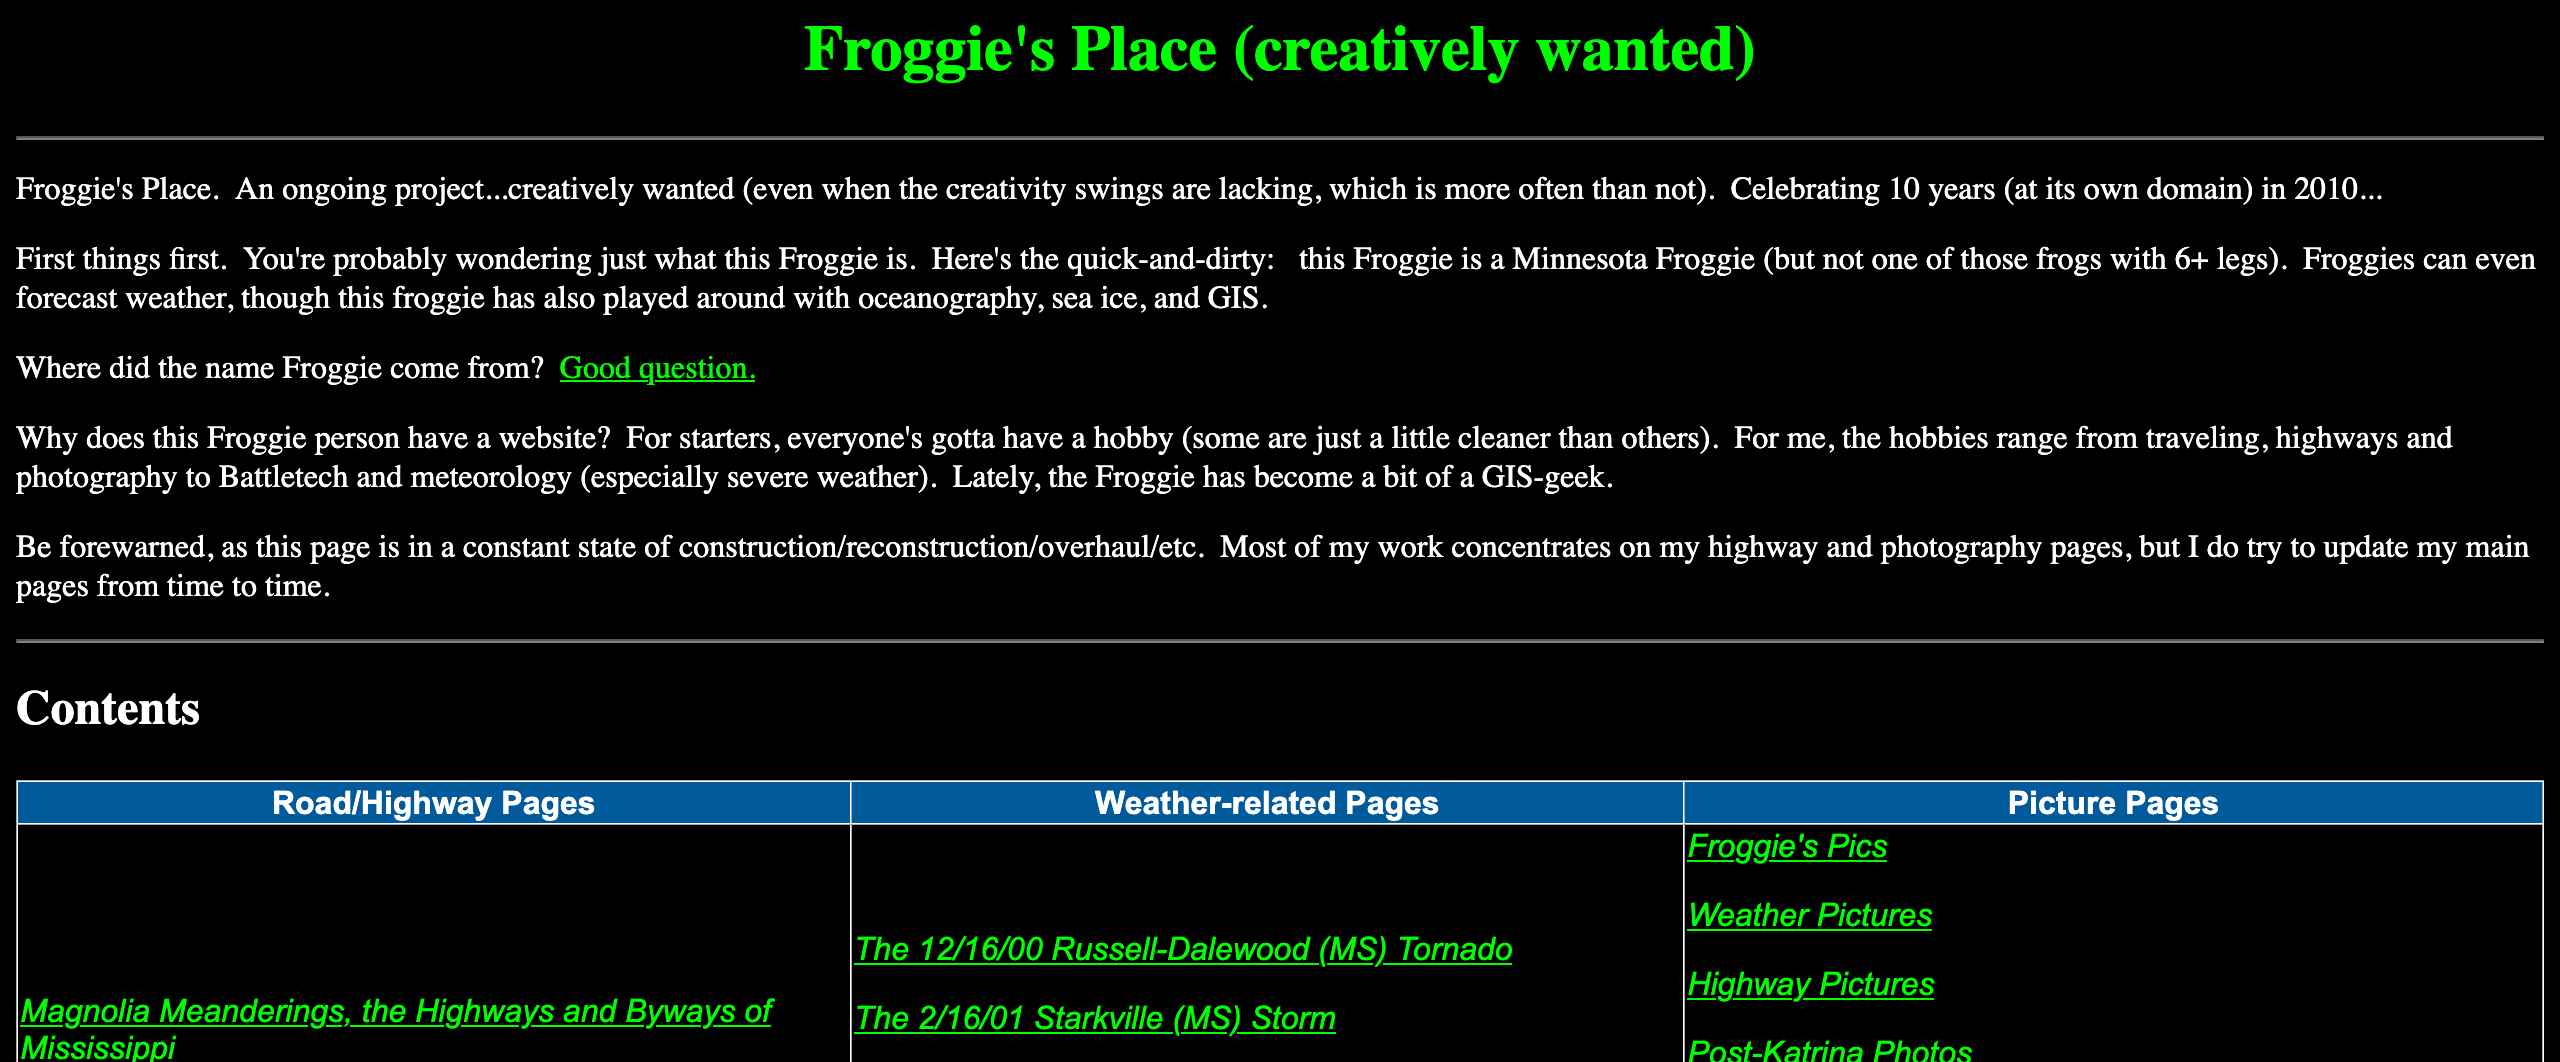 Froggie's Place (creatively wanted)
Froggie's Place.  An ongoing project...creatively wanted (even when the creativity swings are lacking, which is more often than not).  Celebrating 10 years (at its own domain) in 2010...
First things first.  You're probably wondering just what this Froggie is.  Here's the quick-and-dirty:   this Froggie is a Minnesota Froggie (but not one of those frogs with 6+ legs).  Froggies can even
forecast weather, though this froggie has also played around with oceanography, sea ice, and GIS.
Where did the name Froggie come from?  Good question.
Why does this Froggie person have a website?  For starters, everyone's gotta have a hobby (some are just a little cleaner than others).  For me, the hobbies range from traveling, highways and
photography to Battletech and meteorology (especially severe weather).  Lately, the Froggie has become a bit of a GIS-geek.
Be forewarned, as this page is in a constant state of construction/reconstruction/overhaul/etc.  Most of my work concentrates on my highway and photography pages, but I do try to update my main
pages from time to time.
Contents
Road/Highway Pages
Weather-related Pages
Picture Pages
Magnolia Meanderings, the Highways and Byways of
Mississippi
The 12/16/00 Russell-Dalewood (MS) Tornado
The 2/16/01 Starkville (MS) Storm
Froggie's Pics
Weather Pictures
Highway Pictures
Post-Katrina Photos